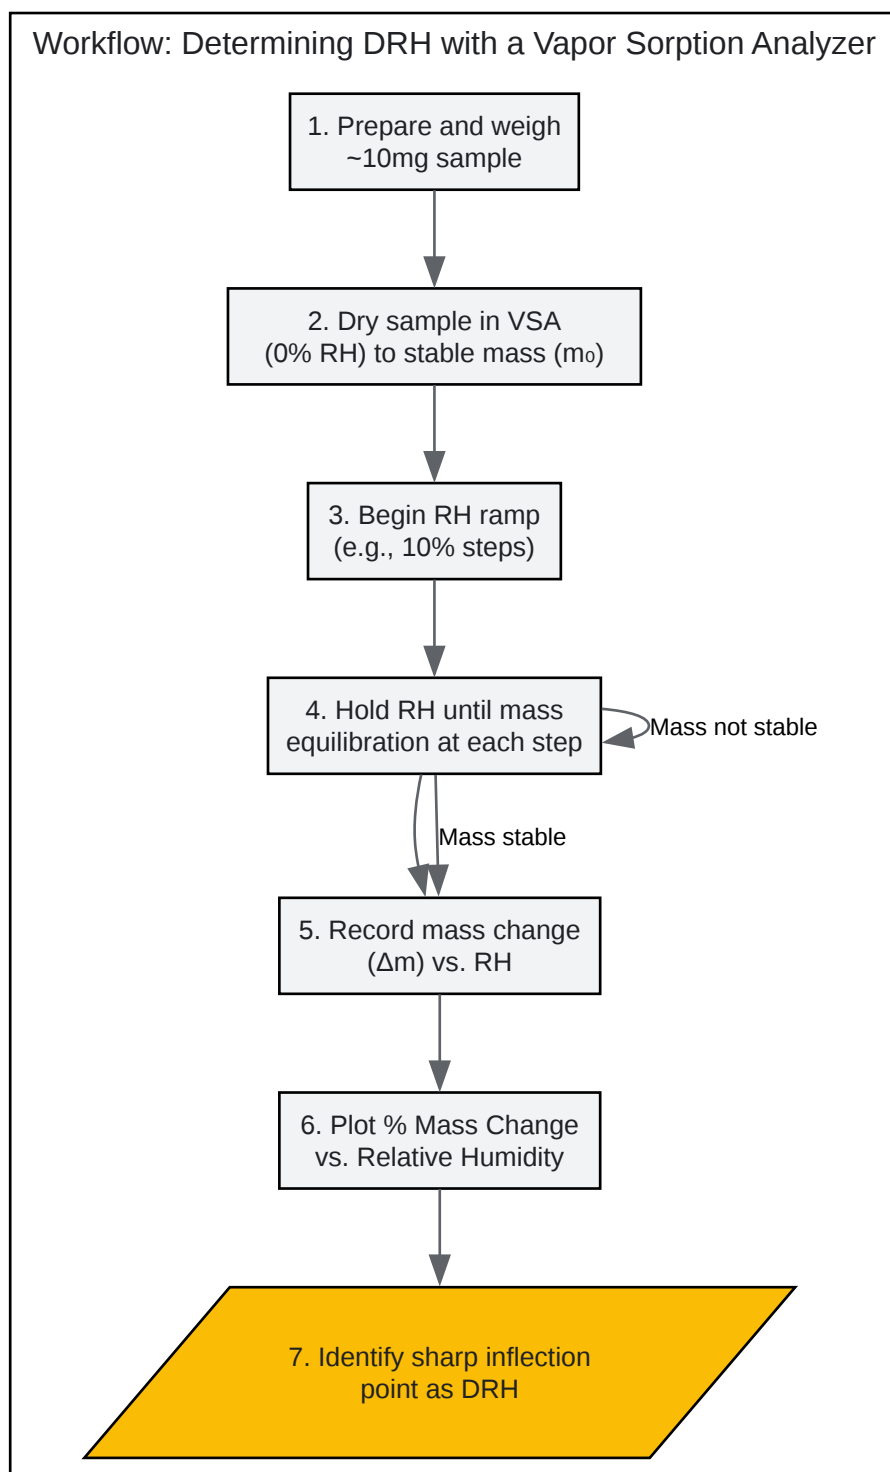 Workflow: Determining DRH with a Vapor Sorption Analyzer
1. Prepare and weigh
~10mg sample
2. Dry sample in VSA
(0% RH) to stable mass (m₀)
3. Begin RH ramp
(e.g., 10% steps)
4. Hold RH until mass
equilibration at each step
Mass not stable
Mass stable
5. Record mass change
(Δm) vs. RH
6. Plot % Mass Change
vs. Relative Humidity
7. Identify sharp inflection
point as DRH